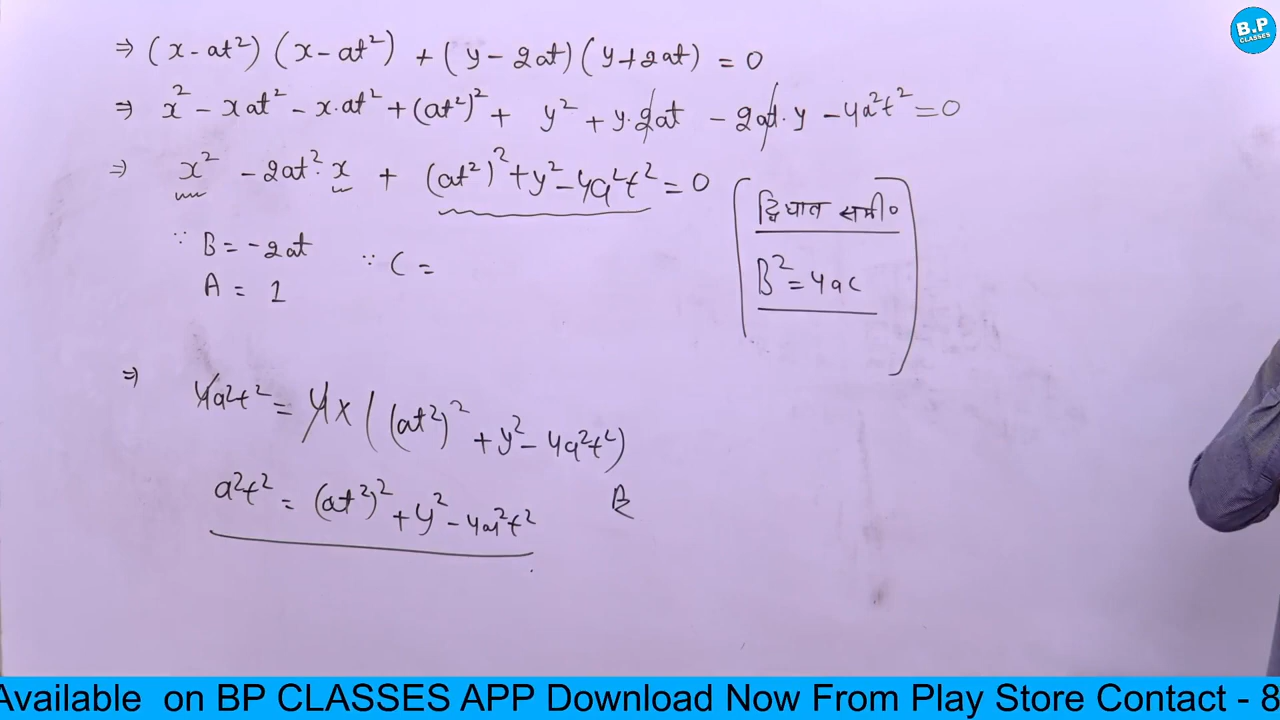 B.P
CLASSES
⇒ (x - at²) (x - at²) + (y - 2at) (y + 2at) = 0
⇒ x² - xat² - x·at² + (at²)² + y² + y·2at - 2at·y - 4a²t² = 0
⇒ x² - 2at²·x + (at²)² + y² - 4a²t² = 0
द्विघात समी०
B² = 4ac
∵ B = -2at ∵ C =
A = 1
⇒ 4a²t² = 4x ((at²)² + y² - 4a²t²)
a²t² = (at²)² + y² - 4a²t²
Available on BP CLASSES APP Download Now From Play Store Contact - 8